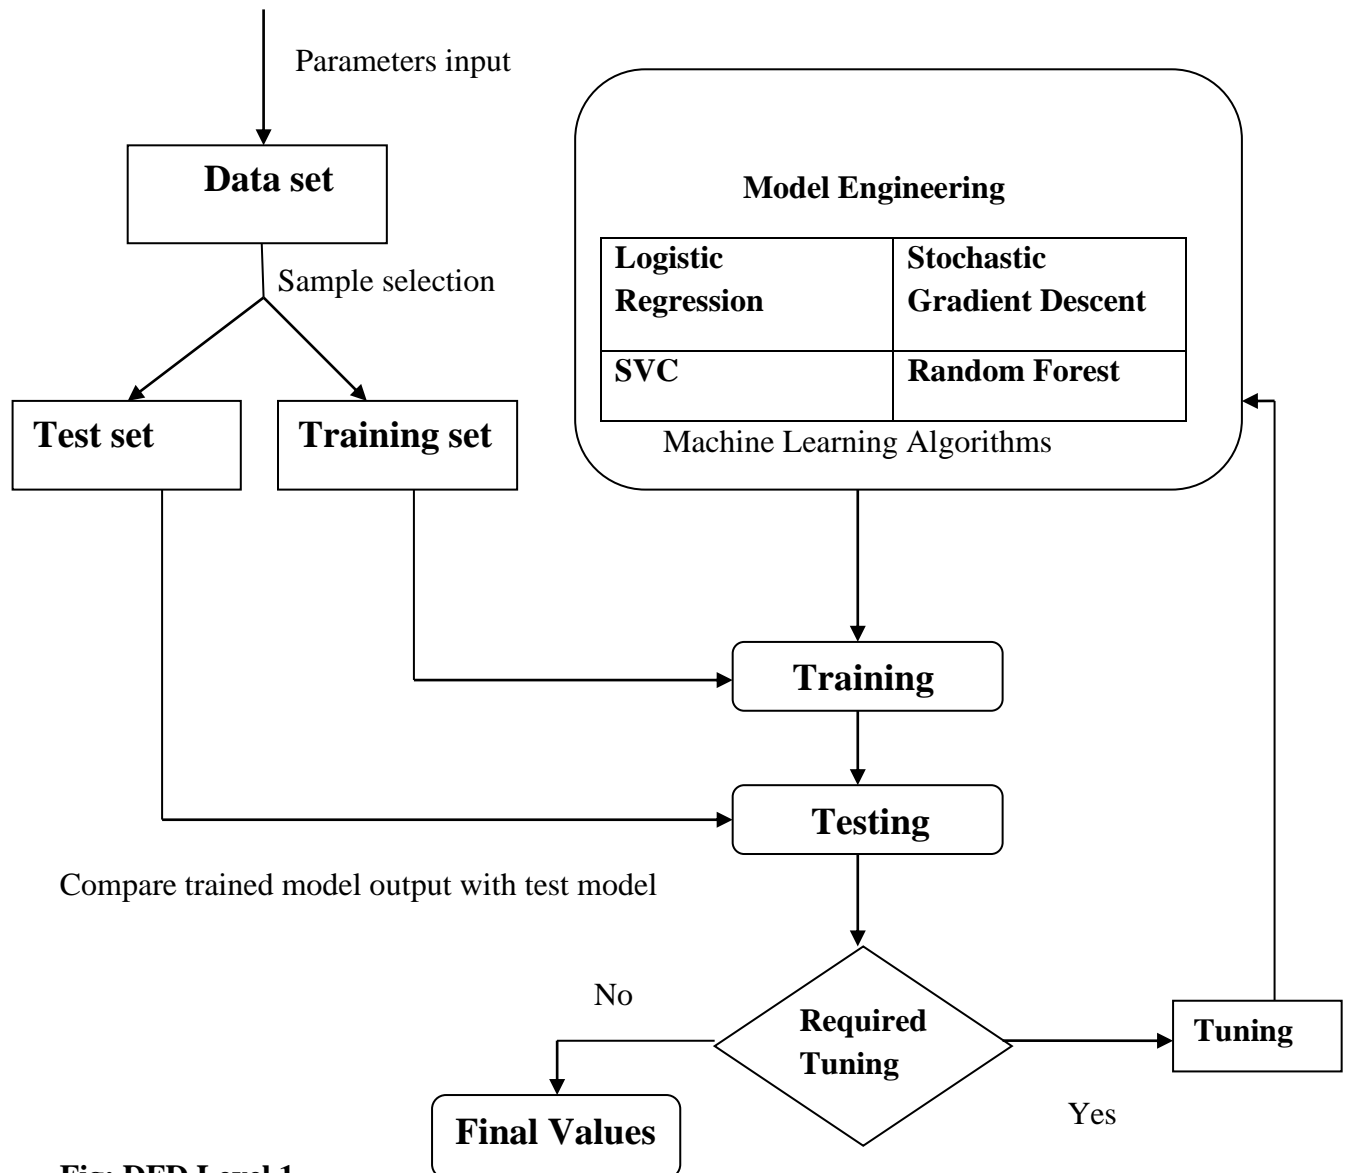 Parameters input
Data set
Model Engineering
Logistic
Regression
Stochastic
Gradient Descent
Sample selection
SVC
Random Forest
Test set
Training set
Machine Learning Algorithms
Training
Testing
Compare trained model output with test model
No
Required
Tuning
Tuning
Yes
Final Values
Fig: DFD Level 1